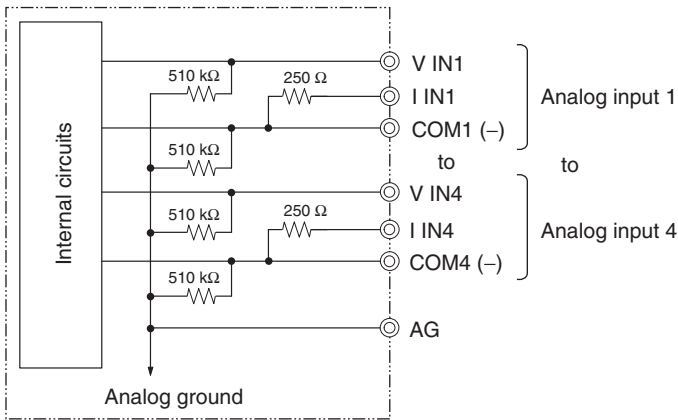 V IN1
510 kΩ
250 Ω
I IN1
Analog input 1
COM1 (–)
510 kΩ
to
to
V IN4
510 kΩ
250 Ω
I IN4
Analog input 4
COM4 (–)
510 kΩ
AG
Internal circuits
Analog ground